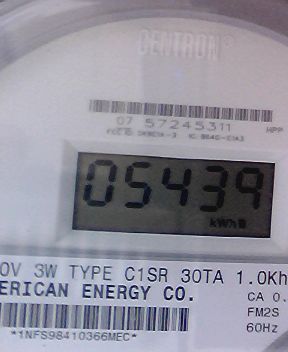 CENTRON®
07 57245311
HPP
05439
kWh
0V 3W TYPE C1SR 30TA 1.0Kh
ERICAN ENERGY CO.
CA 0.
FM2S
60Hz
*1NFS98410366MEC*